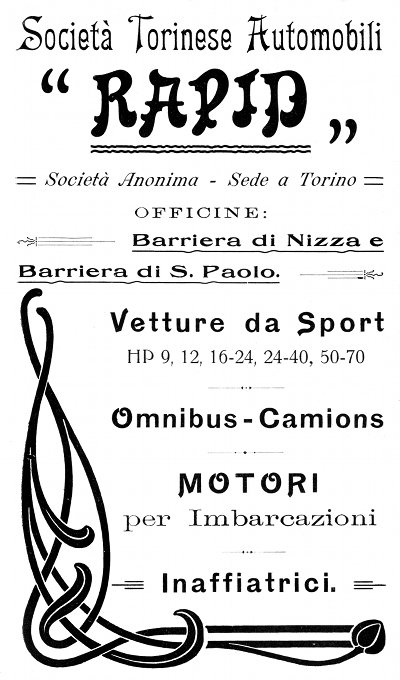 Società Torinese Automobili
“ RAPID „
Società Anonima - Sede a Torino
OFFICINE:
Barriera di Nizza e
Barriera di S. Paolo.
Vetture da Sport
HP 9, 12, 16-24, 24-40, 50-70
Omnibus - Camions
MOTORI
per Imbarcazioni
Inaffiatrici.